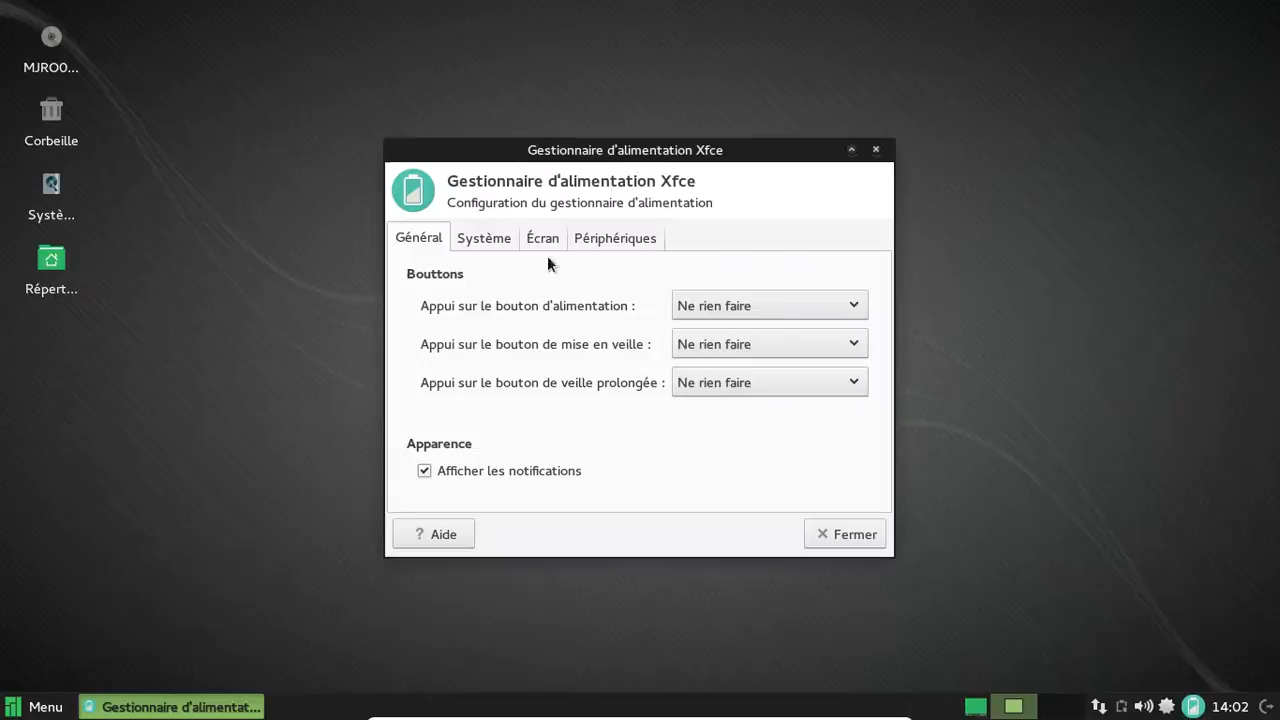 MJRO0...
Corbeille
Systè...
Répert...
Gestionnaire d'alimentation Xfce
Gestionnaire d'alimentation Xfce
Configuration du gestionnaire d'alimentation
Général Système Écran Périphériques
Bouttons
Appui sur le bouton d'alimentation : Ne rien faire
Appui sur le bouton de mise en veille : Ne rien faire
Appui sur le bouton de veille prolongée : Ne rien faire
Apparence
Afficher les notifications
? Aide
Fermer
Menu Gestionnaire d'alimentat... 14:02